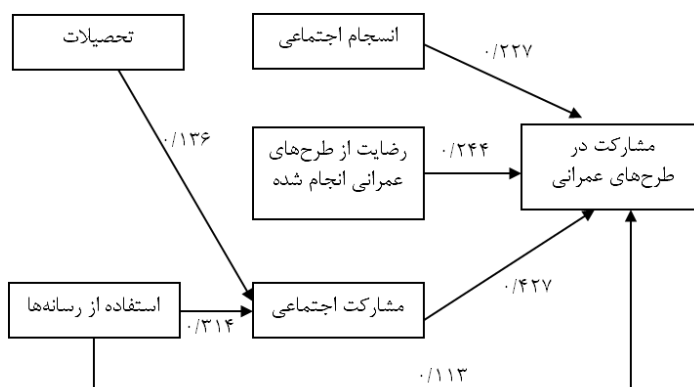 انسجام اجتماعی
تحصیلات
۰/۲۲۷
۰/۱۳۶
رضایت از طرح‌های
عمرانی انجام شده
۰/۲۴۴
مشارکت در
طرح‌های عمرانی
مشارکت اجتماعی
استفاده از رسانه‌ها
۰/۴۲۷
۰/۳۱۴
۰/۱۱۳